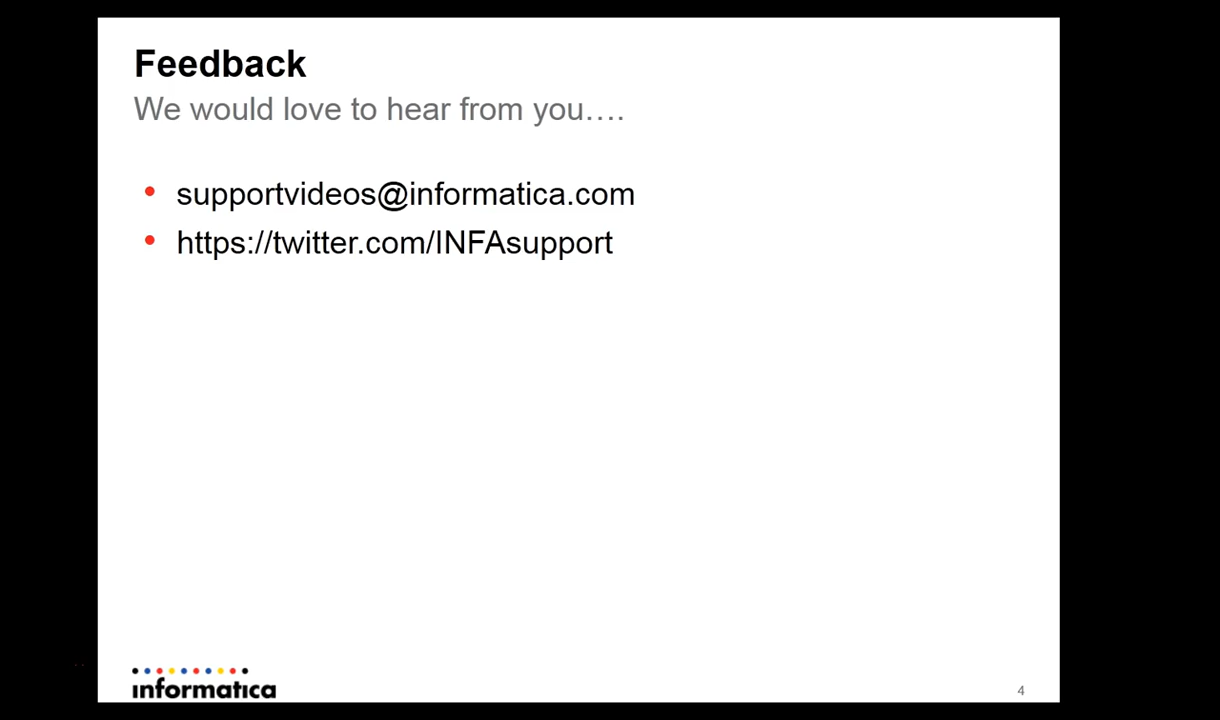 Feedback
We would love to hear from you….
• supportvideos@informatica.com
• https://twitter.com/INFAsupport
informatica
4